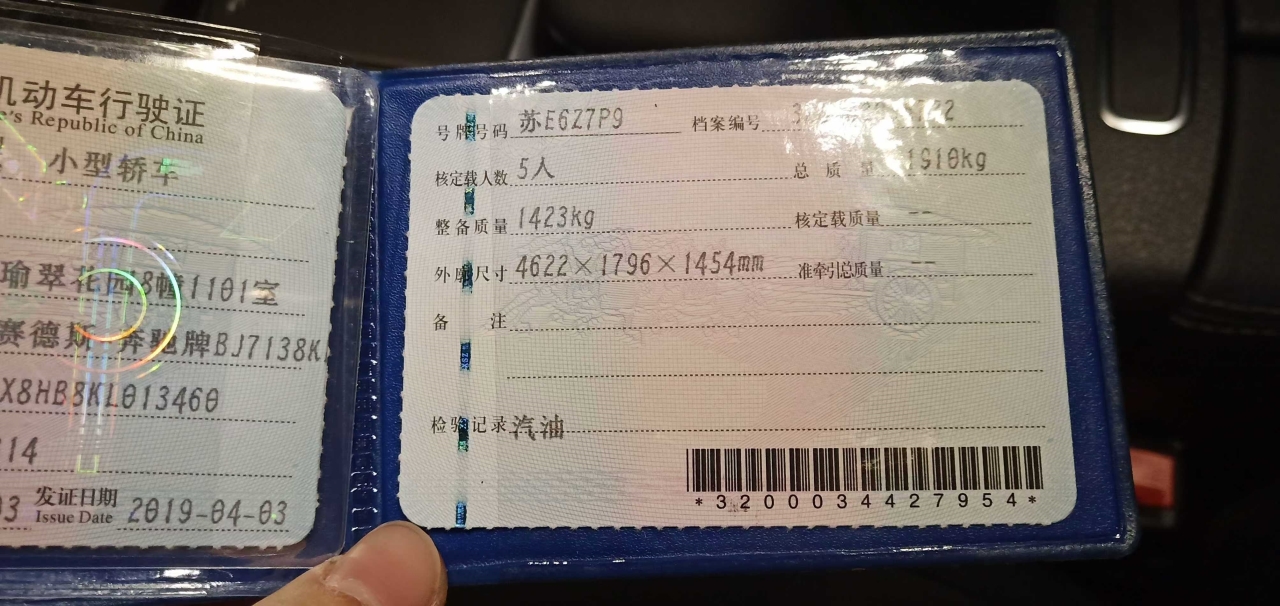 机动车行驶证
's Republic of China
小型轿车
瑜翠花园8幢1101室
赛德斯-奔驰牌BJ7138K
X8HB8KL013460
14
03 发证日期 2019-04-03
Issue Date
号牌号码 苏E6Z7P9 档案编号
核定载人数 5人 总质量 1910kg
整备质量 1423kg 核定载质量 --
外廓尺寸 4622×1796×1454mm 准牵引总质量 --
备注
检验记录 汽油
*3200034427954*